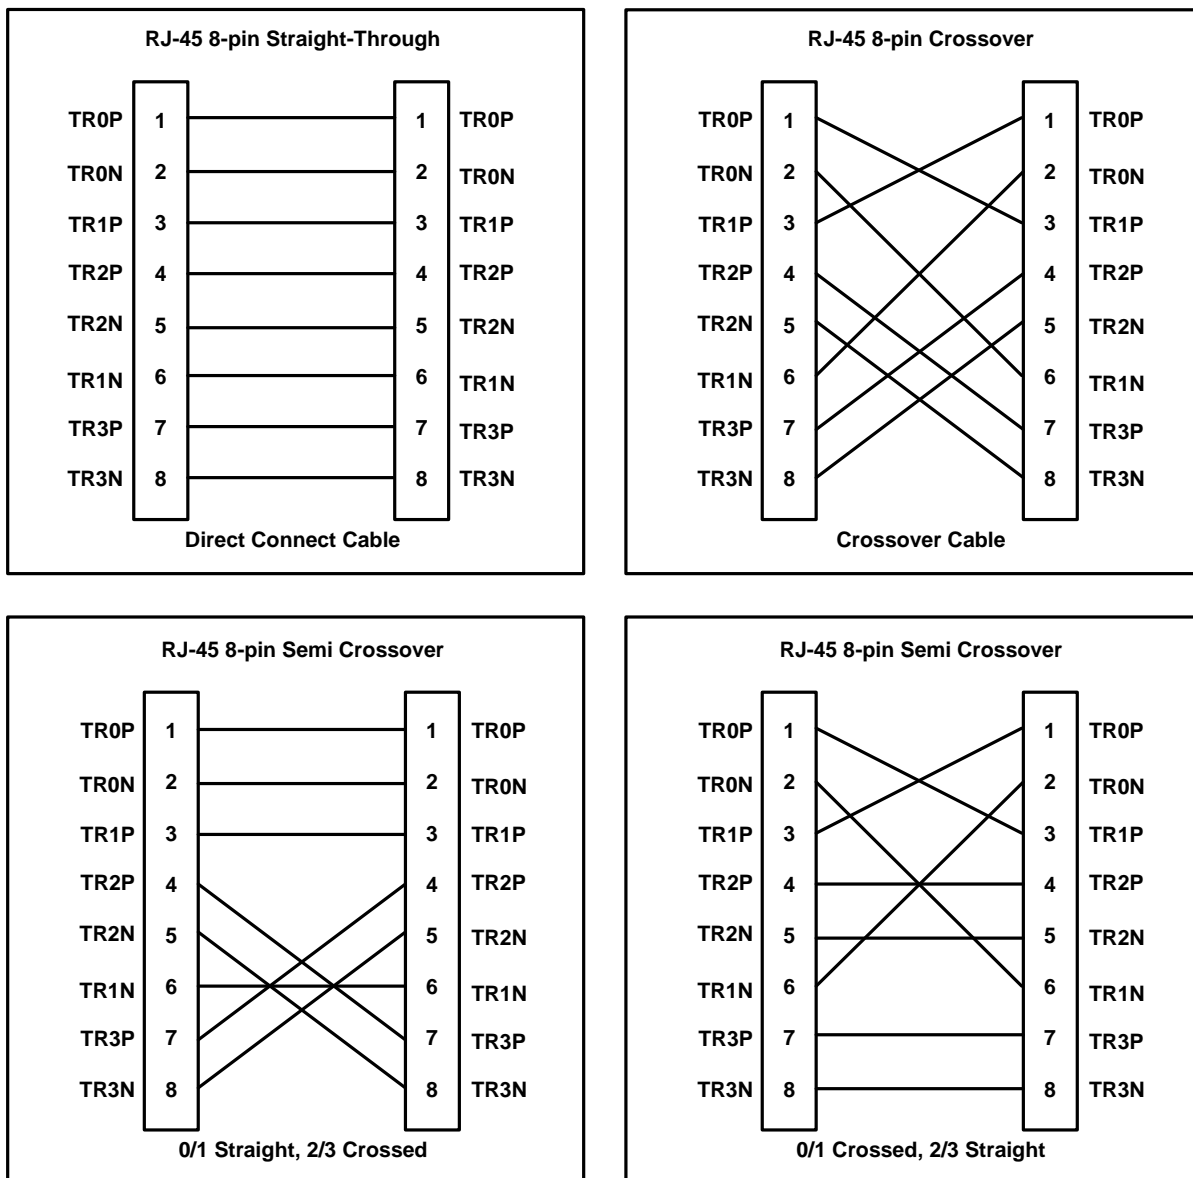 RJ-45 8-pin Straight-Through
TR0P 1 1 TR0P
TR0N 2 2 TR0N
TR1P 3 3 TR1P
TR2P 4 4 TR2P
TR2N 5 5 TR2N
TR1N 6 6 TR1N
TR3P 7 7 TR3P
TR3N 8 8 TR3N
Direct Connect Cable
RJ-45 8-pin Crossover
TR0P 1 1 TR0P
TR0N 2 2 TR0N
TR1P 3 3 TR1P
TR2P 4 4 TR2P
TR2N 5 5 TR2N
TR1N 6 6 TR1N
TR3P 7 7 TR3P
TR3N 8 8 TR3N
Crossover Cable
RJ-45 8-pin Semi Crossover
TR0P 1 1 TR0P
TR0N 2 2 TR0N
TR1P 3 3 TR1P
TR2P 4 4 TR2P
TR2N 5 5 TR2N
TR1N 6 6 TR1N
TR3P 7 7 TR3P
TR3N 8 8 TR3N
0/1 Straight, 2/3 Crossed
RJ-45 8-pin Semi Crossover
TR0P 1 1 TR0P
TR0N 2 2 TR0N
TR1P 3 3 TR1P
TR2P 4 4 TR2P
TR2N 5 5 TR2N
TR1N 6 6 TR1N
TR3P 7 7 TR3P
TR3N 8 8 TR3N
0/1 Crossed, 2/3 Straight